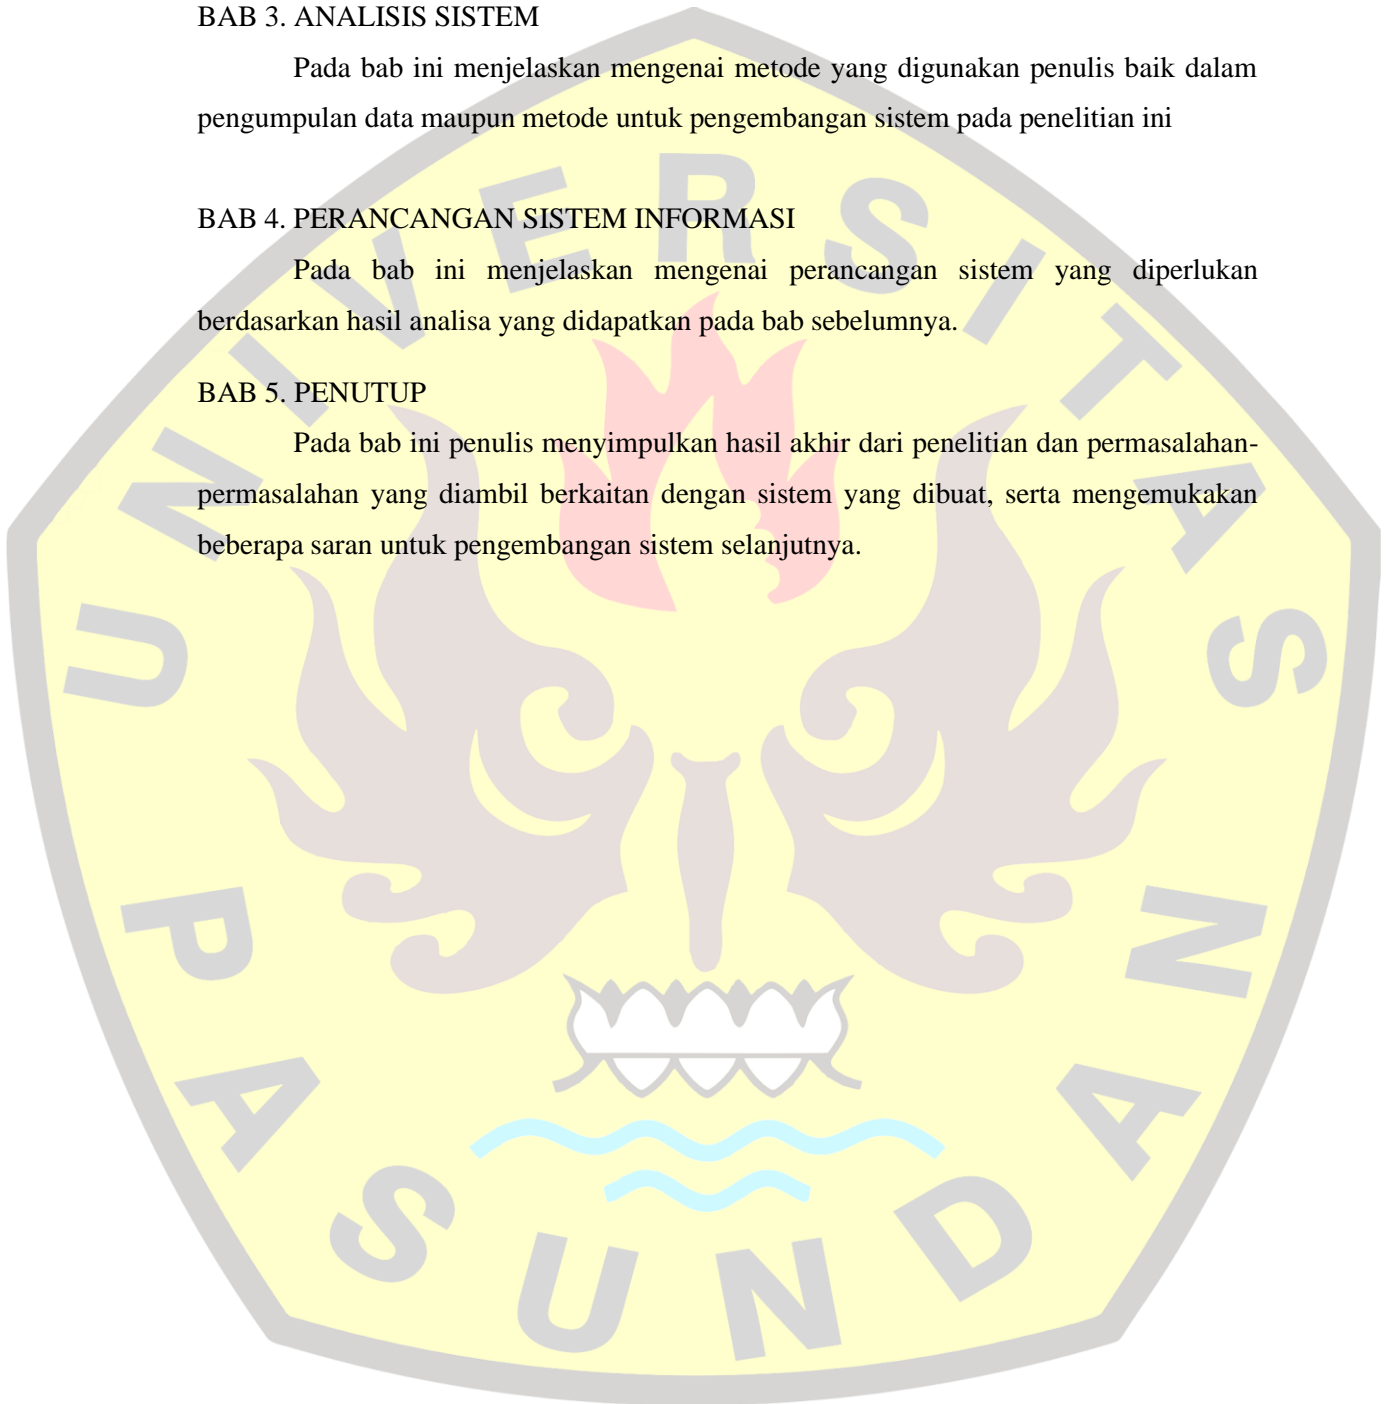 BAB 3. ANALISIS SISTEM
Pada bab ini menjelaskan mengenai metode yang digunakan penulis baik dalam
pengumpulan data maupun metode untuk pengembangan sistem pada penelitian ini
BAB 4. PERANCANGAN SISTEM INFORMASI
Pada bab ini menjelaskan mengenai perancangan sistem yang diperlukan
berdasarkan hasil analisa yang didapatkan pada bab sebelumnya.
BAB 5. PENUTUP
Pada bab ini penulis menyimpulkan hasil akhir dari penelitian dan permasalahan-
permasalahan yang diambil berkaitan dengan sistem yang dibuat, serta mengemukakan
beberapa saran untuk pengembangan sistem selanjutnya.
UNIVERSITAS
PASUNDAN